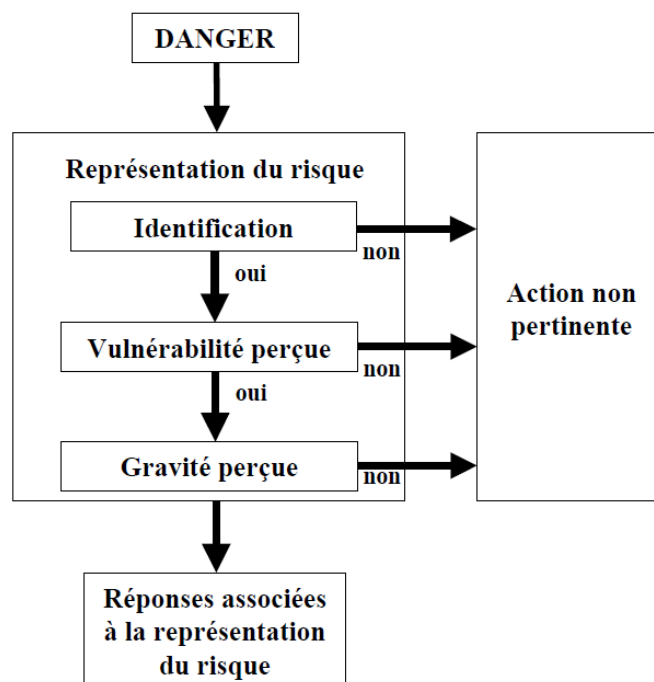 DANGER
Représentation du risque
Identification
non
oui
Action non
pertinente
Vulnérabilité perçue
non
oui
Gravité perçue
non
Réponses associées
à la représentation
du risque